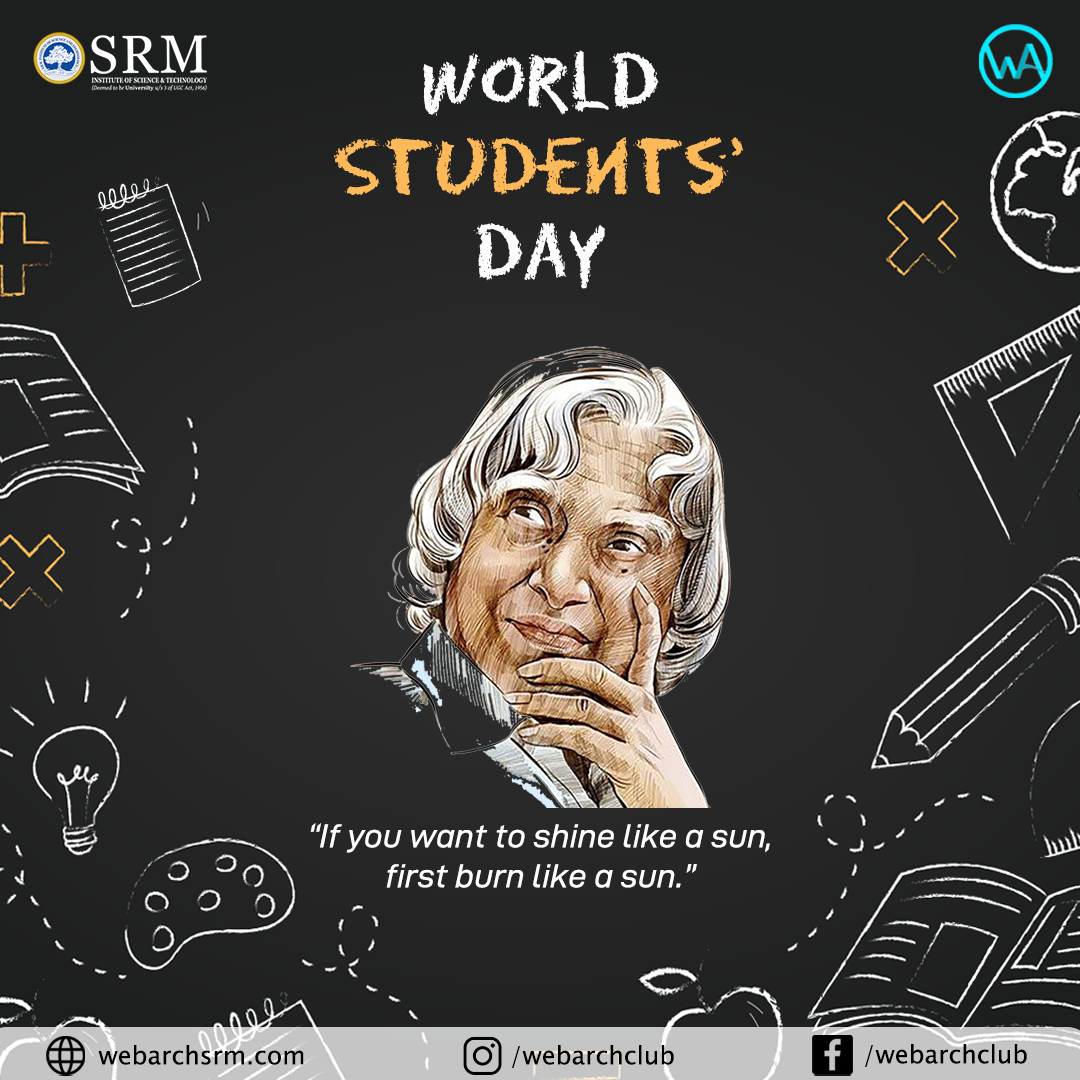 SRM
INSTITUTE OF SCIENCE & TECHNOLOGY
(Deemed to be University u/s 3 of UGC Act, 1956)
WA
WORLD
STUDENTS'
DAY
“If you want to shine like a sun,
first burn like a sun.”
webarchsrm.com
/webarchclub
/webarchclub